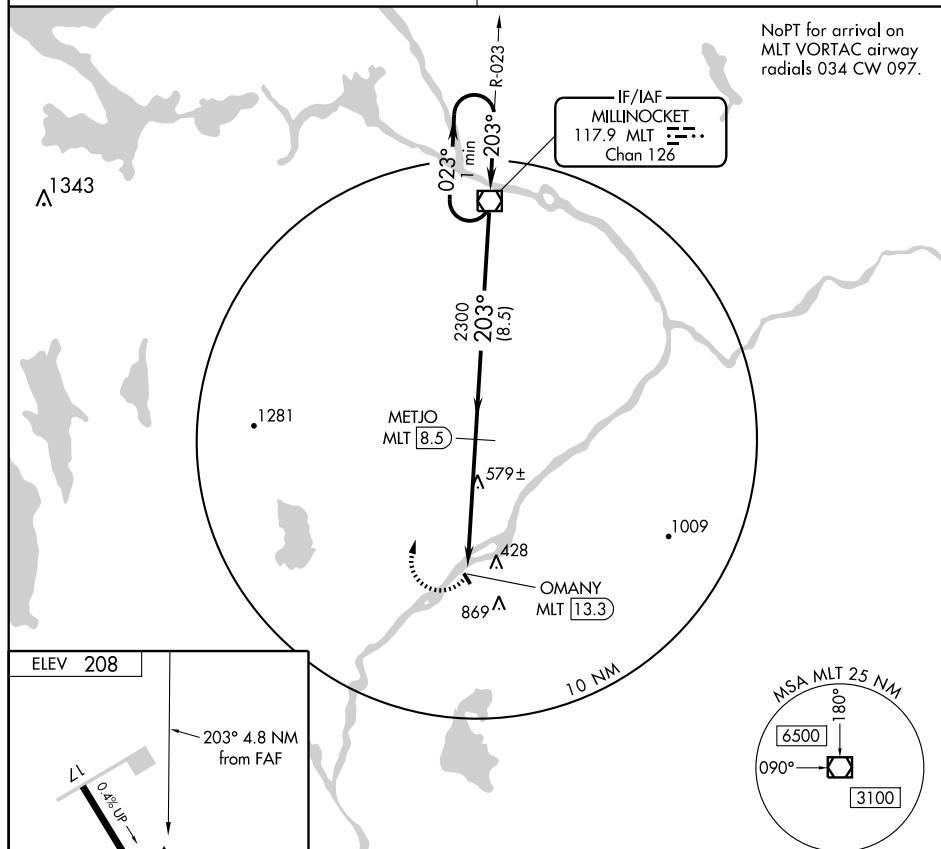 NoPT for arrival on
MLT VORTAC airway
radials 034 CW 097.
R-023
IF/IAF
MILLINOCKET
117.9 MLT
Chan 126
1343
023°
1 min
203°
2300
203°
(8.5)
1281
METJO
MLT 8.5
579±
1009
428
OMANY
MLT 13.3
869
10 NM
ELEV 208
203° 4.8 NM
from FAF
17
0.4% UP
MSA MLT 25 NM
180°
6500
090°
3100